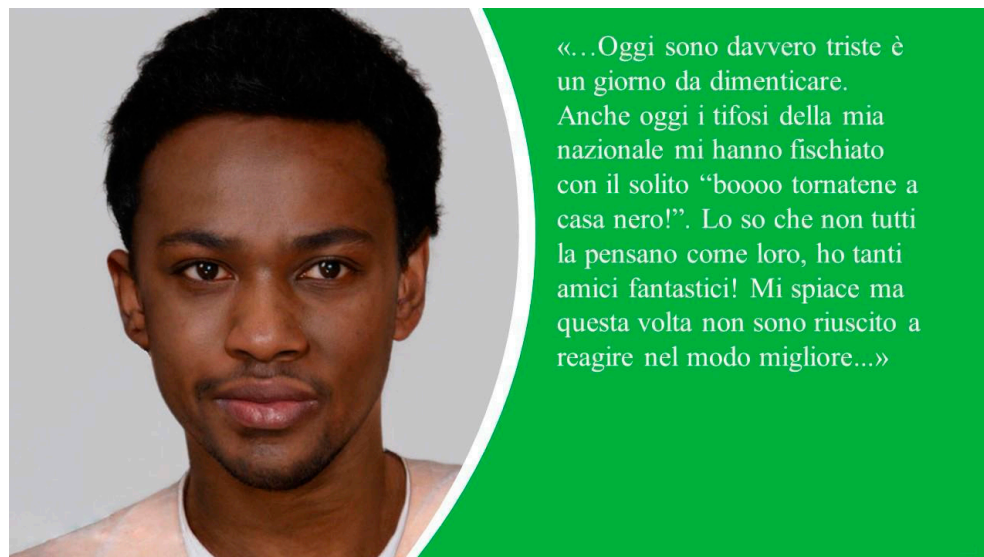 «…Oggi sono davvero triste è
un giorno da dimenticare.
Anche oggi i tifosi della mia
nazionale mi hanno fischiato
con il solito “boooo tornatene a
casa nero!”. Lo so che non tutti
la pensano come loro, ho tanti
amici fantastici! Mi spiace ma
questa volta non sono riuscito a
reagire nel modo migliore...»